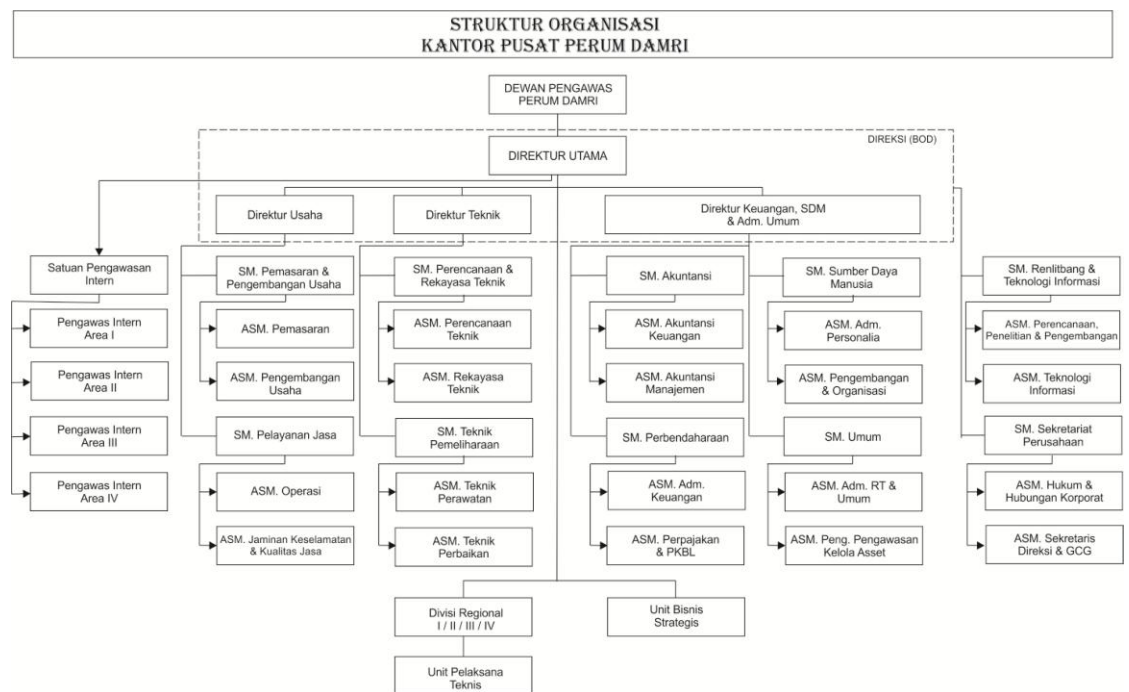 STRUKTUR ORGANISASI
KANTOR PUSAT PERUM DAMRI
DEWAN PENGAWAS
PERUM DAMRI
DIREKSI (BOD)
DIREKTUR UTAMA
Direktur Usaha
Direktur Teknik
Direktur Keuangan, SDM
& Adm. Umum
Satuan Pengawasan
Intern
Pengawas Intern
Area I
Pengawas Intern
Area II
Pengawas Intern
Area III
Pengawas Intern
Area IV
SM. Pemasaran &
Pengembangan Usaha
ASM. Pemasaran
ASM. Pengembangan
Usaha
SM. Pelayanan Jasa
ASM. Operasi
ASM. Jaminan Keselamatan
& Kualitas Jasa
SM. Perencanaan &
Rekayasa Teknik
ASM. Perencanaan
Teknik
ASM. Rekayasa
Teknik
SM. Teknik
Pemeliharaan
ASM. Teknik
Perawatan
ASM. Teknik
Perbaikan
SM. Akuntansi
ASM. Akuntansi
Keuangan
ASM. Akuntansi
Manajemen
SM. Perbendaharaan
ASM. Adm.
Keuangan
ASM. Perpajakan
& PKBL
SM. Sumber Daya
Manusia
ASM. Adm.
Personalia
ASM. Pengembangan
& Organisasi
SM. Umum
ASM. Adm. RT &
Umum
ASM. Peng. Pengawasan
Kelola Asset
SM. Renlitbang &
Teknologi Informasi
ASM. Perencanaan,
Penelitian & Pengembangan
ASM. Teknologi
Informasi
SM. Sekretariat
Perusahaan
ASM. Hukum &
Hubungan Korporat
ASM. Sekretaris
Direksi & GCG
Divisi Regional
I / II / III / IV
Unit Bisnis
Strategis
Unit Pelaksana
Teknis